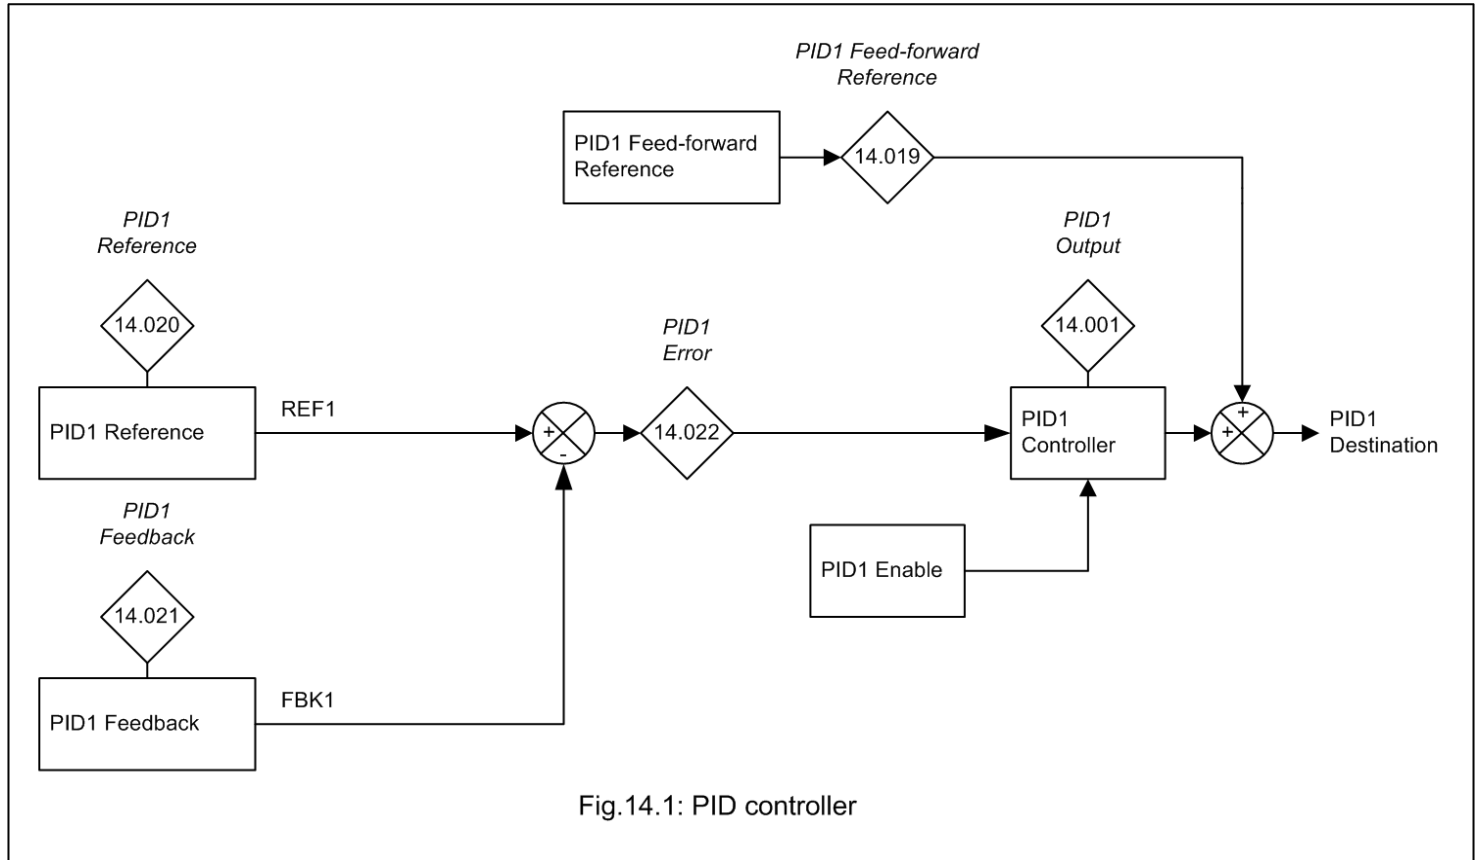 PID1 Feed-forward
Reference
PID1 Feed-forward
Reference
14.019
PID1
Reference
14.020
PID1
Output
14.001
PID1
Error
14.022
PID1 Reference
REF1
+
-
PID1
Controller
+
+
PID1
Destination
PID1
Feedback
14.021
PID1 Enable
PID1 Feedback
FBK1
Fig.14.1: PID controller